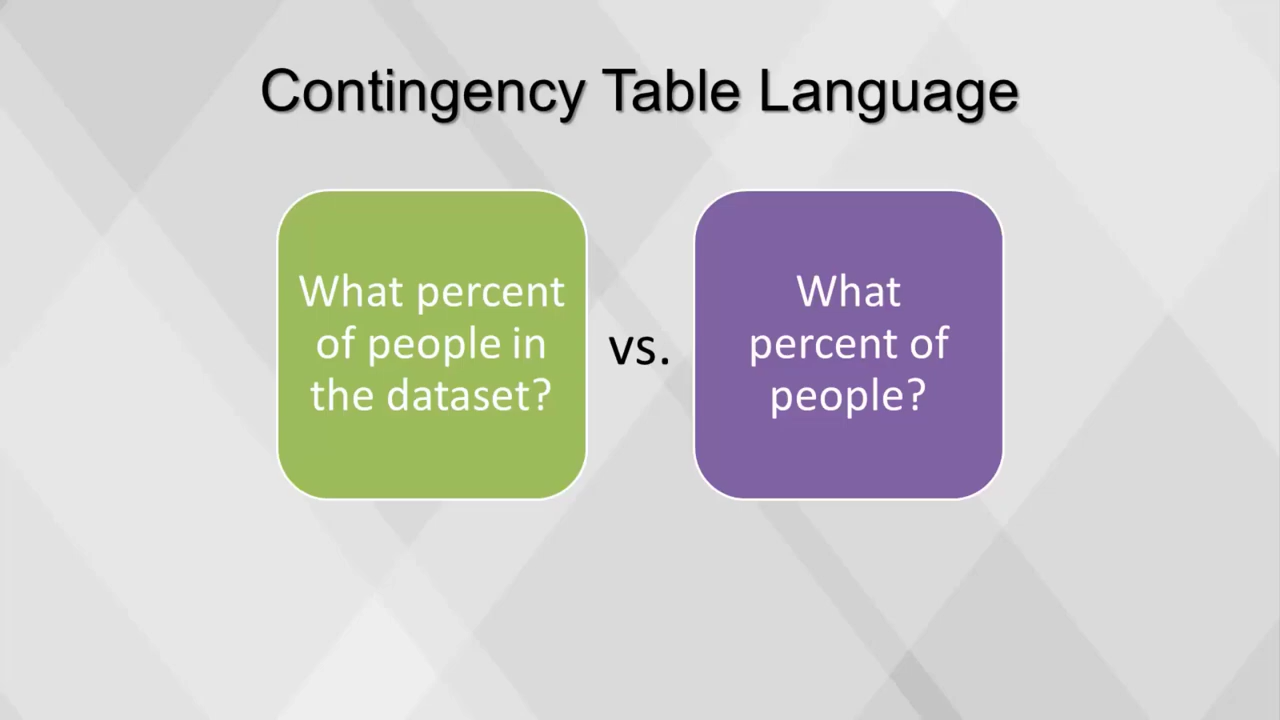 Contingency Table Language
What percent
of people in
the dataset?
vs.
What
percent of
people?